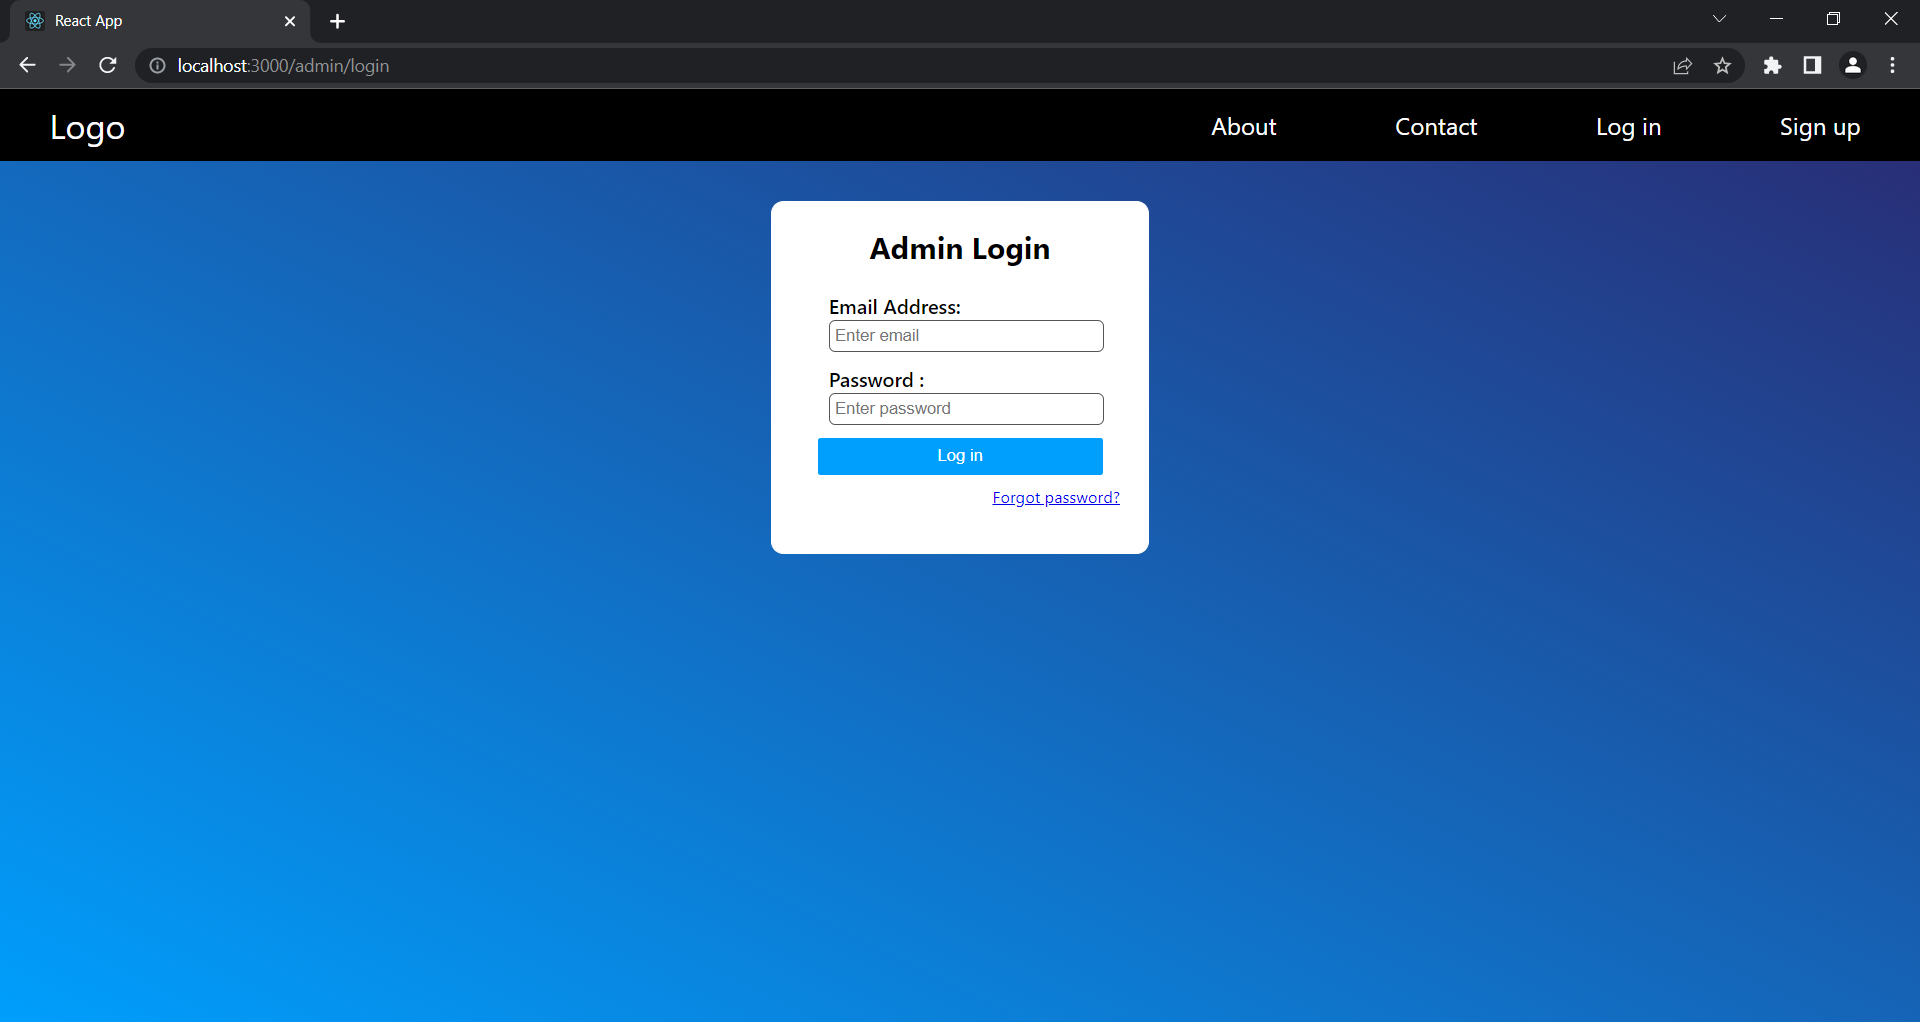 React App
localhost:3000/admin/login
Logo About Contact Log in Sign up
Admin Login
Email Address:
Enter email
Password :
Enter password
Log in
Forgot password?